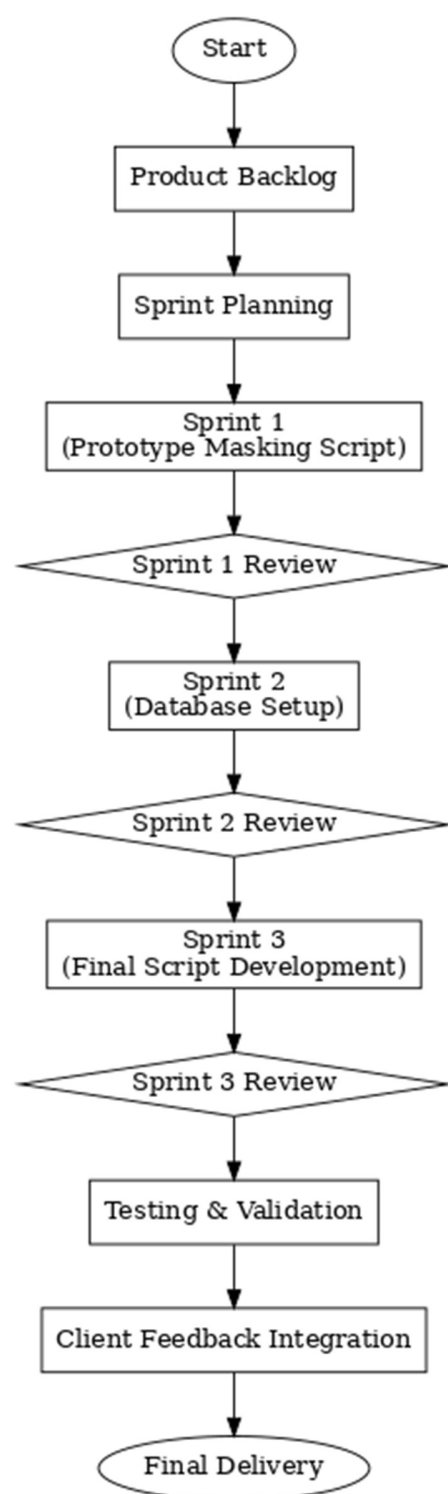 Start
Product Backlog
Sprint Planning
Sprint 1
(Prototype Masking Script)
Sprint 1 Review
Sprint 2
(Database Setup)
Sprint 2 Review
Sprint 3
(Final Script Development)
Sprint 3 Review
Testing & Validation
Client Feedback Integration
Final Delivery